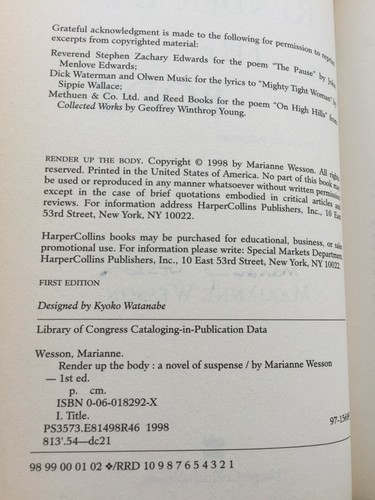 Grateful acknowledgment is made to the following for permission to reprint
excerpts from copyrighted material:
Reverend Stephen Zachary Edwards for the poem "The Pause" by John
Menlove Edwards;
Dick Waterman and Olwen Music for the lyrics to "Mighty Tight Woman" by
Sippie Wallace;
Methuen & Co. Ltd. and Reed Books for the poem "On High Hills" from
Collected Works by Geoffrey Winthrop Young.
RENDER UP THE BODY. Copyright © 1998 by Marianne Wesson. All rights
reserved. Printed in the United States of America. No part of this book may
be used or reproduced in any manner whatsoever without written permission
except in the case of brief quotations embodied in critical articles and
reviews. For information address HarperCollins Publishers, Inc., 10 East
53rd Street, New York, NY 10022.
HarperCollins books may be purchased for educational, business, or sales
promotional use. For information please write: Special Markets Department,
HarperCollins Publishers, Inc., 10 East 53rd Street, New York, NY 10022.
FIRST EDITION
Designed by Kyoko Watanabe
Library of Congress Cataloging-in-Publication Data
Wesson, Marianne.
Render up the body : a novel of suspense / by Marianne Wesson
— 1st ed.
p. cm.
ISBN 0-06-018292-X
I. Title.
PS3573.E81498R46 1998
813'.54—dc21
98 99 00 01 02 ❖/RRD 10 9 8 7 6 5 4 3 2 1